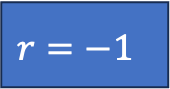 r = −1